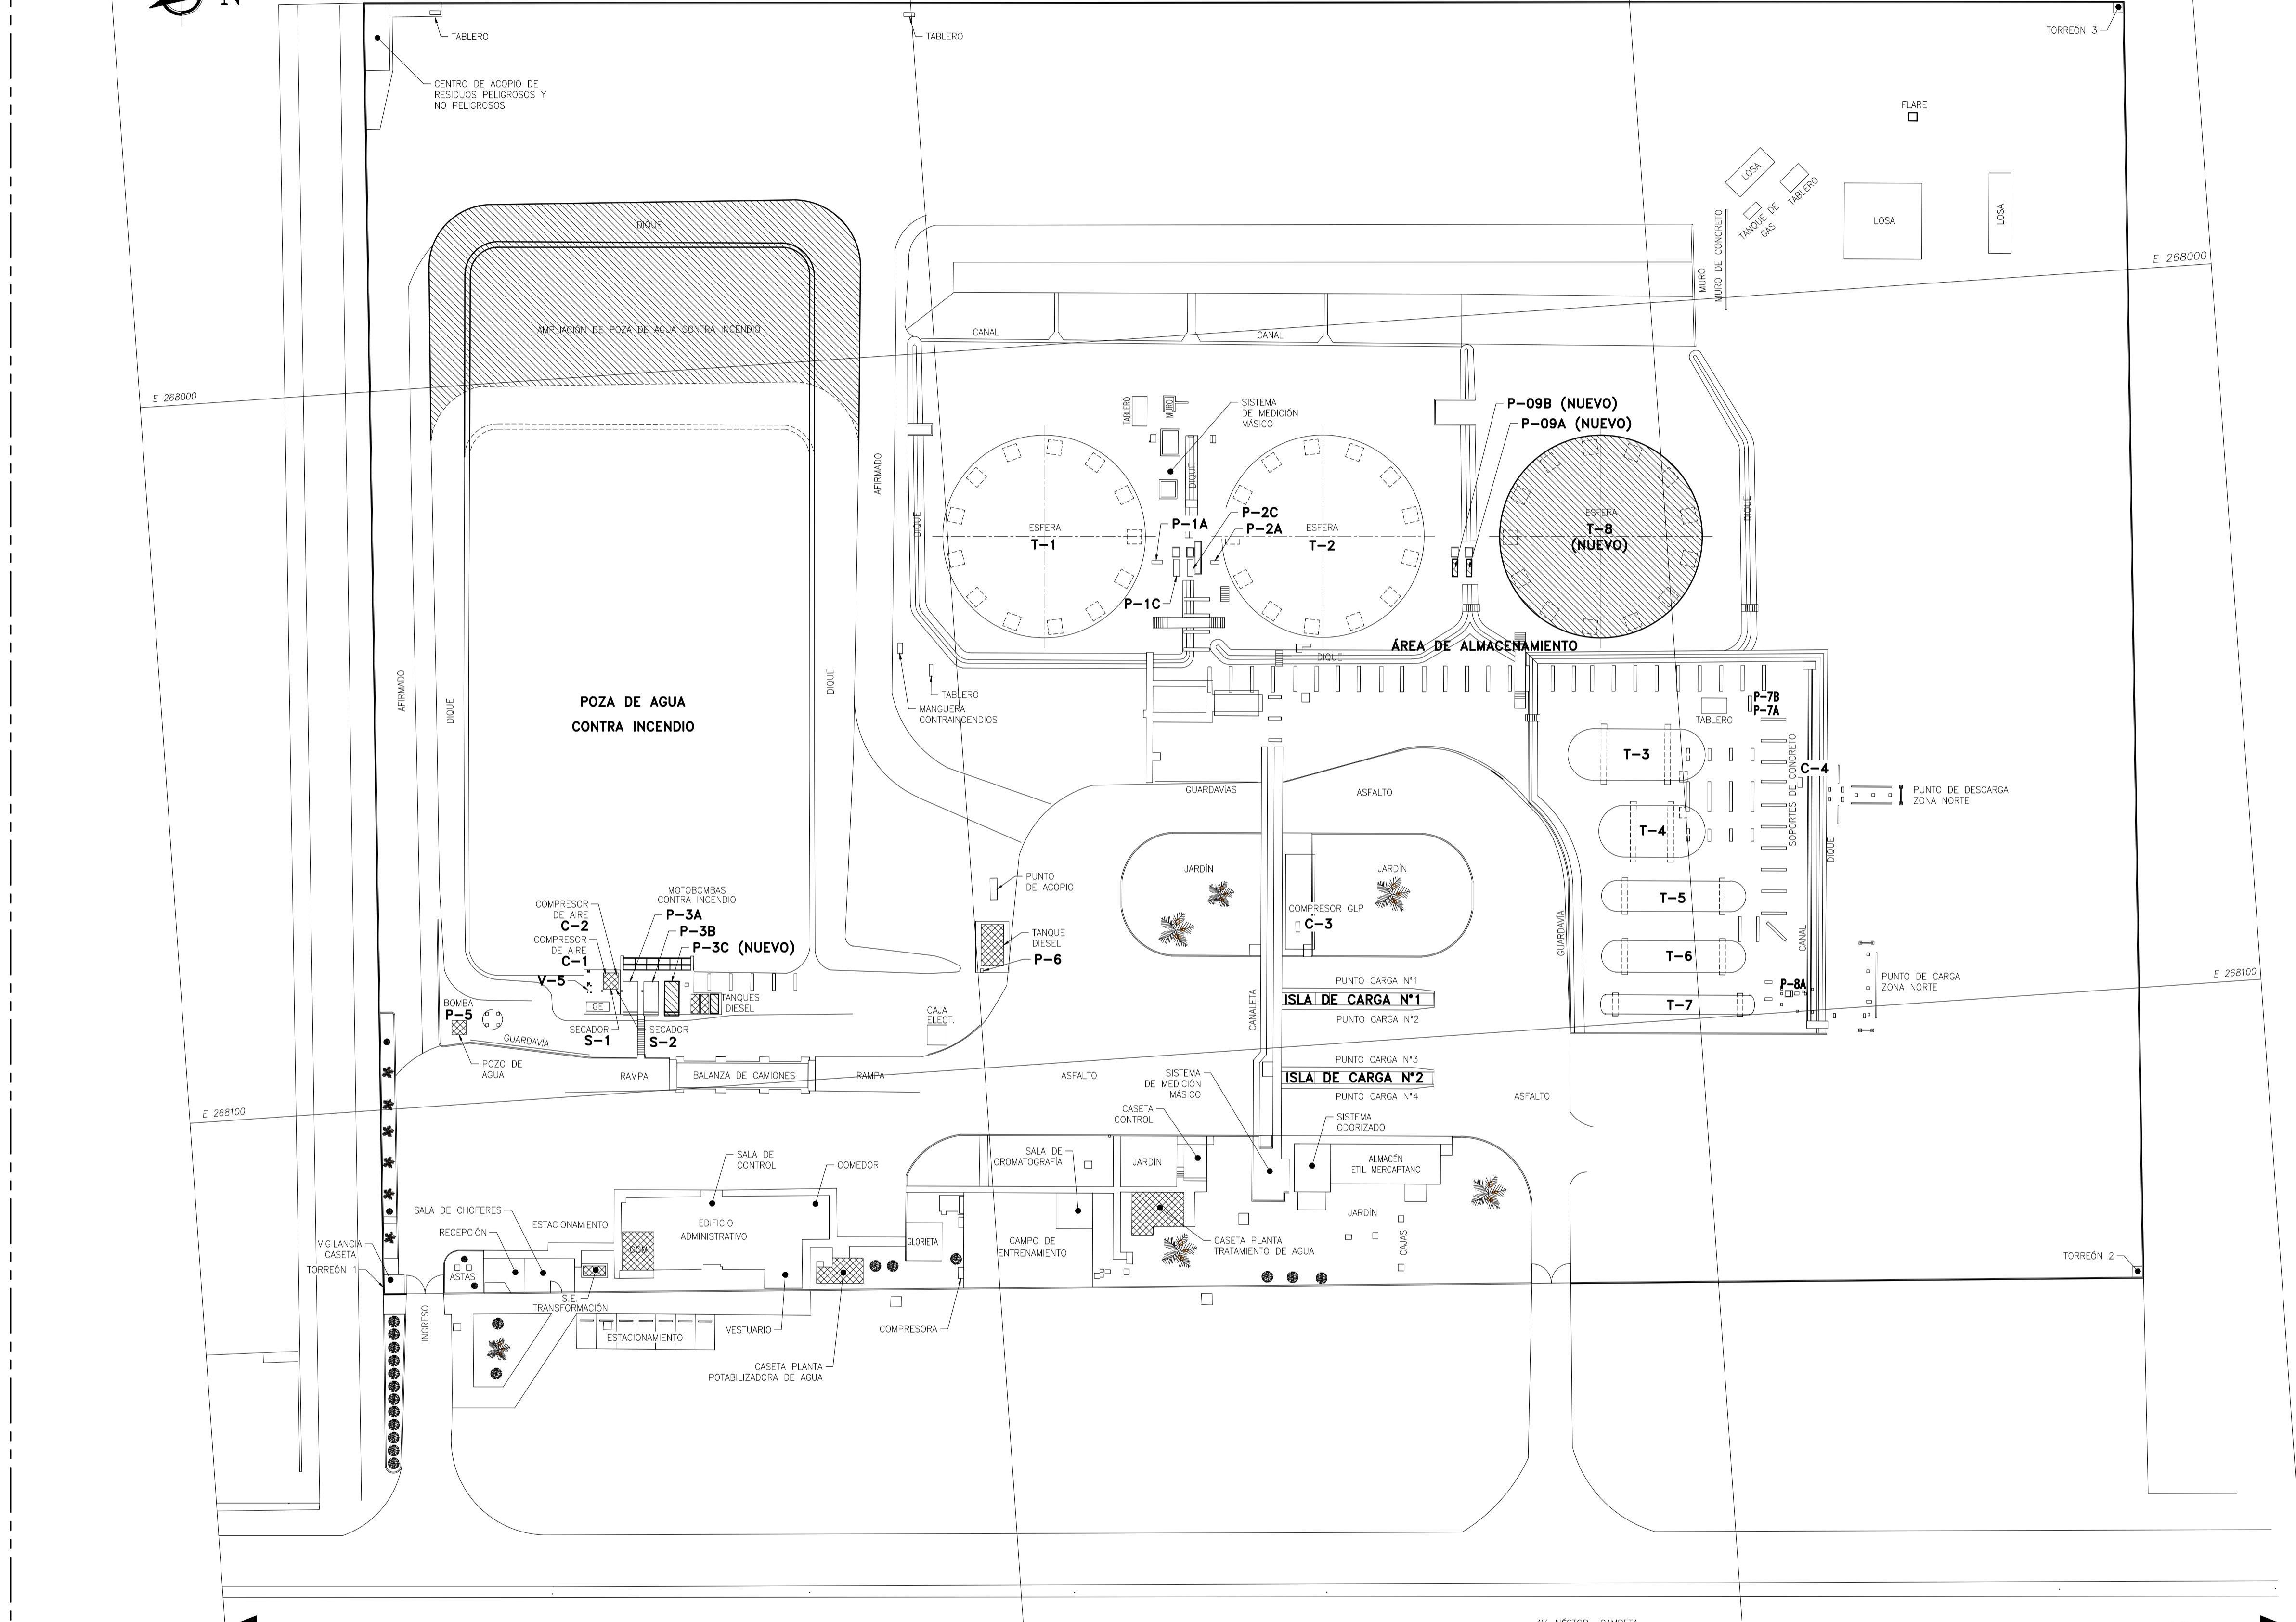 N
TABLERO
TABLERO
TORREÓN 3
CENTRO DE ACOPIO DE
RESIDUOS PELIGROSOS Y
NO PELIGROSOS
FLARE
LOSA
TABLERO
TANQUE DE
GAS
LOSA
LOSA
MURO
MURO DE CONCRETO
E 268000
DIQUE
AMPLIACIÓN DE POZA DE AGUA CONTRA INCENDIO
CANAL
CANAL
E 268000
TABLERO
MURO
SISTEMA
DE MEDICIÓN
MÁSICO
P-09B (NUEVO)
P-09A (NUEVO)
AFIRMADO
DIQUE
DIQUE
DIQUE
ESFERA
T-1
P-1A
P-2C
P-2A
ESFERA
T-2
ESFERA
T-8
(NUEVO)
P-1C
ÁREA DE ALMACENAMIENTO
DIQUE
AFIRMADO
DIQUE
DIQUE
POZA DE AGUA
CONTRA INCENDIO
TABLERO
MANGUERA
CONTRAINCENDIOS
P-7B
P-7A
TABLERO
T-3
SOPORTES DE CONCRETO
C-4
GUARDAVÍAS
ASFALTO
PUNTO DE DESCARGA
ZONA NORTE
T-4
DIQUE
JARDÍN
JARDÍN
PUNTO
DE ACOPIO
T-5
MOTOBOMBAS
CONTRA INCENDIO
COMPRESOR
DE AIRE
C-2
P-3A
P-3B
P-3C (NUEVO)
COMPRESOR
DE AIRE
C-1
V-5
COMPRESOR GLP
C-3
TANQUE
DIESEL
P-6
GUARDAVÍA
CANAL
T-6
PUNTO DE CARGA
ZONA NORTE
E 268100
P-8A
T-7
PUNTO CARGA N°1
ISLA DE CARGA N°1
PUNTO CARGA N°2
CANALETA
BOMBA
P-5
GE
TANQUES
DIESEL
CAJA
ELECT.
SECADOR
S-1
SECADOR
S-2
GUARDAVÍA
POZO DE
AGUA
RAMPA
BALANZA DE CAMIONES
RAMPA
ASFALTO
SISTEMA
DE MEDICIÓN
MÁSICO
PUNTO CARGA N°3
ISLA DE CARGA N°2
PUNTO CARGA N°4
ASFALTO
E 268100
CASETA
CONTROL
SISTEMA
ODORIZADO
SALA DE
CONTROL
COMEDOR
SALA DE
CROMATOGRAFÍA
JARDÍN
ALMACÉN
ETIL MERCAPTANO
SALA DE CHOFERES
ESTACIONAMIENTO
RECEPCIÓN
EDIFICIO
ADMINISTRATIVO
CCM
GLORIETA
CAMPO DE
ENTRENAMIENTO
CASETA PLANTA
TRATAMIENTO DE AGUA
JARDÍN
CAJAS
VIGILANCIA
CASETA
TORREÓN 1
TORREÓN 2
ASTAS
S.E.
TRANSFORMACIÓN
INGRESO
ESTACIONAMIENTO
VESTUARIO
COMPRESORA
CASETA PLANTA
POTABILIZADORA DE AGUA
AV. NÉSTOR GAMBETA